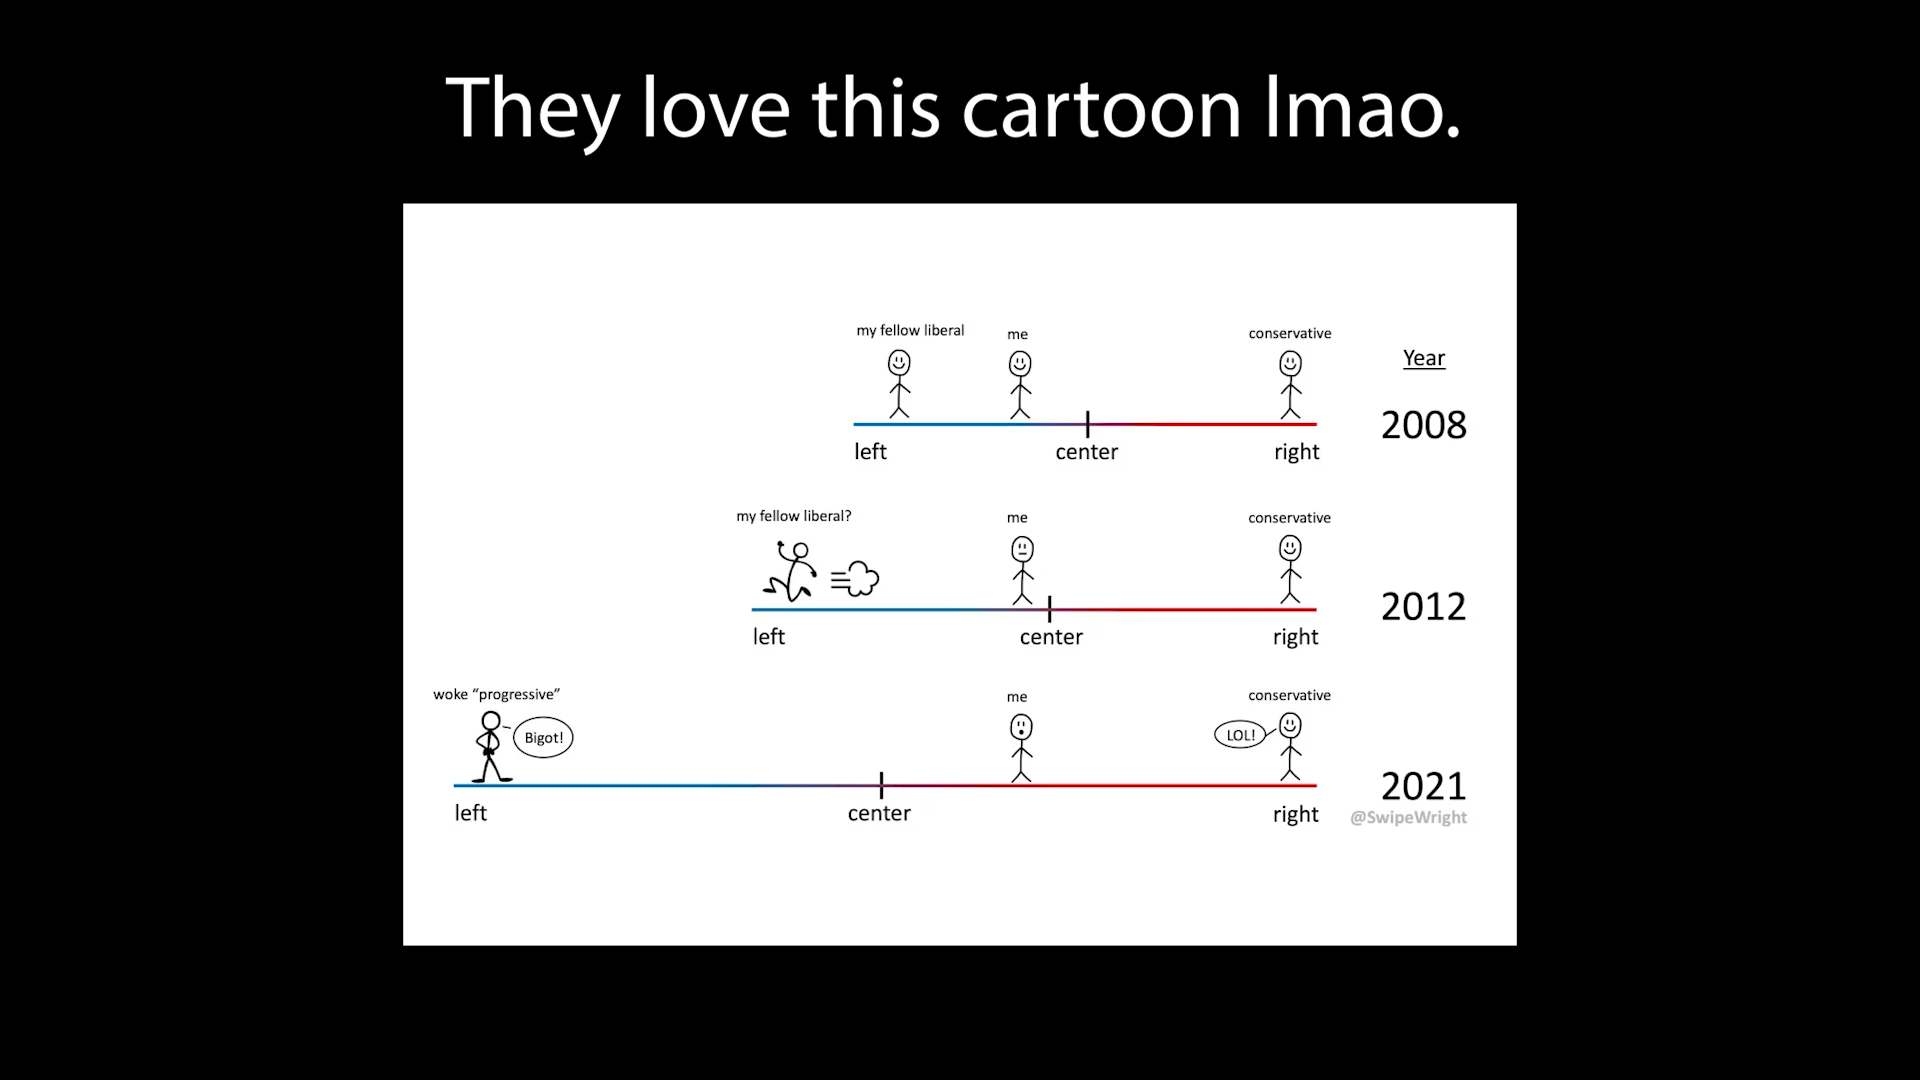 They love this cartoon lmao.
my fellow liberal
me
conservative
Year
2008
left
center
right
my fellow liberal?
me
conservative
2012
left
center
right
woke “progressive”
me
conservative
Bigot!
LOL!
2021
left
center
right
@SwipeWright